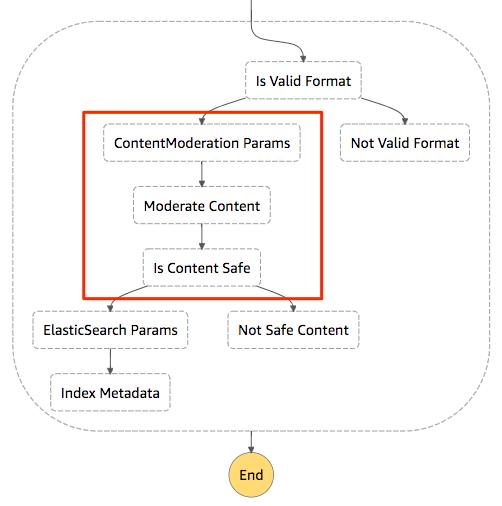 Is Valid Format
ContentModeration Params
Not Valid Format
Moderate Content
Is Content Safe
ElasticSearch Params
Not Safe Content
Index Metadata
End